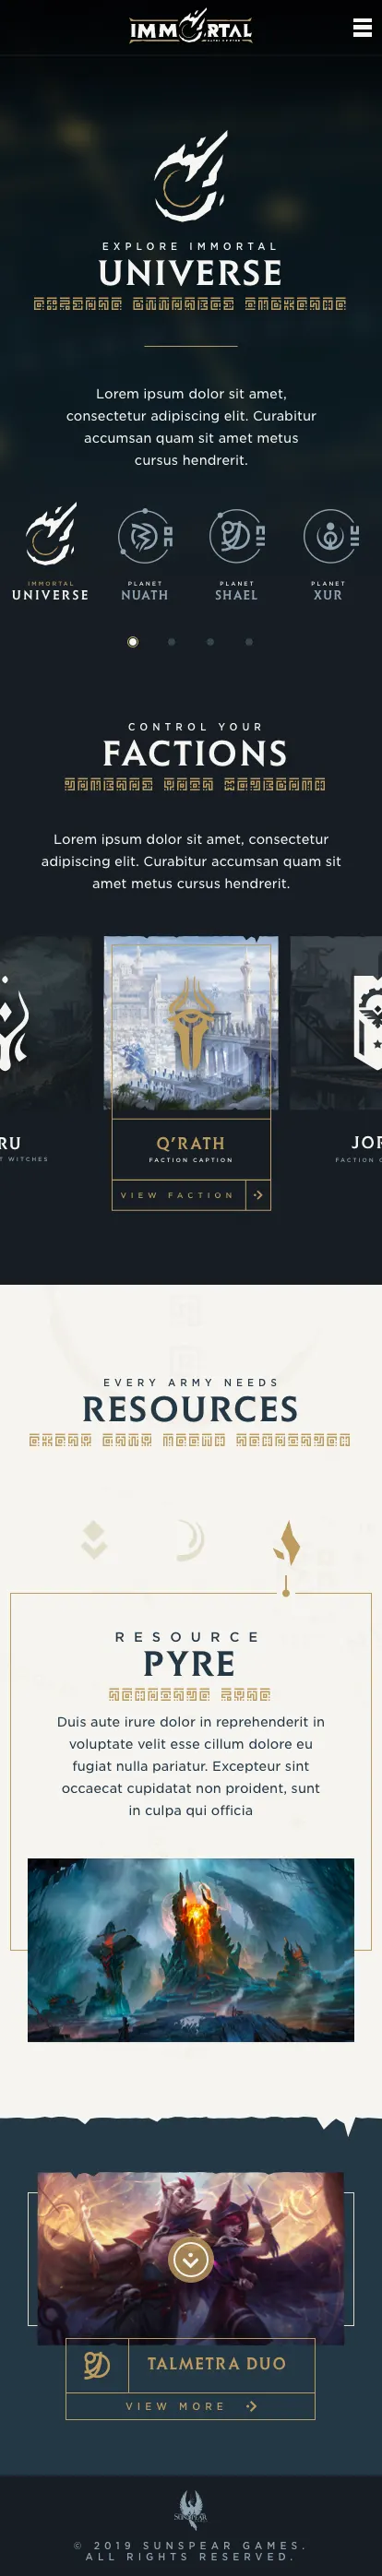 IMMORTAL
EXPLORE IMMORTAL
UNIVERSE
Lorem ipsum dolor sit amet,
consectetur adipiscing elit. Curabitur
accumsan quam sit amet metus
cursus hendrerit.
IMMORTAL
UNIVERSE
PLANET
NUATH
PLANET
SHAEL
PLANET
XUR
CONTROL YOUR
FACTIONS
Lorem ipsum dolor sit amet, consectetur
adipiscing elit. Curabitur accumsan quam sit
amet metus cursus hendrerit.
RU
T WITCHES
Q’RATH
FACTION CAPTION
VIEW FACTION
JOR
FACTION C
EVERY ARMY NEEDS
RESOURCES
RESOURCE
PYRE
Duis aute irure dolor in reprehenderit in
voluptate velit esse cillum dolore eu
fugiat nulla pariatur. Excepteur sint
occaecat cupidatat non proident, sunt
in culpa qui officia
TALMETRA DUO
VIEW MORE
SUNSPEAR
© 2019 SUNSPEAR GAMES.
ALL RIGHTS RESERVED.